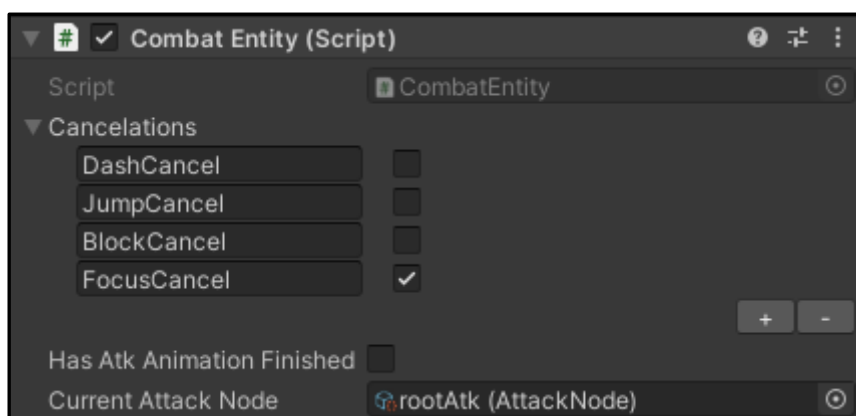 Combat Entity (Script)
Script CombatEntity
Cancelations
DashCancel
JumpCancel
BlockCancel
FocusCancel
+ -
Has Atk Animation Finished
Current Attack Node rootAtk (AttackNode)